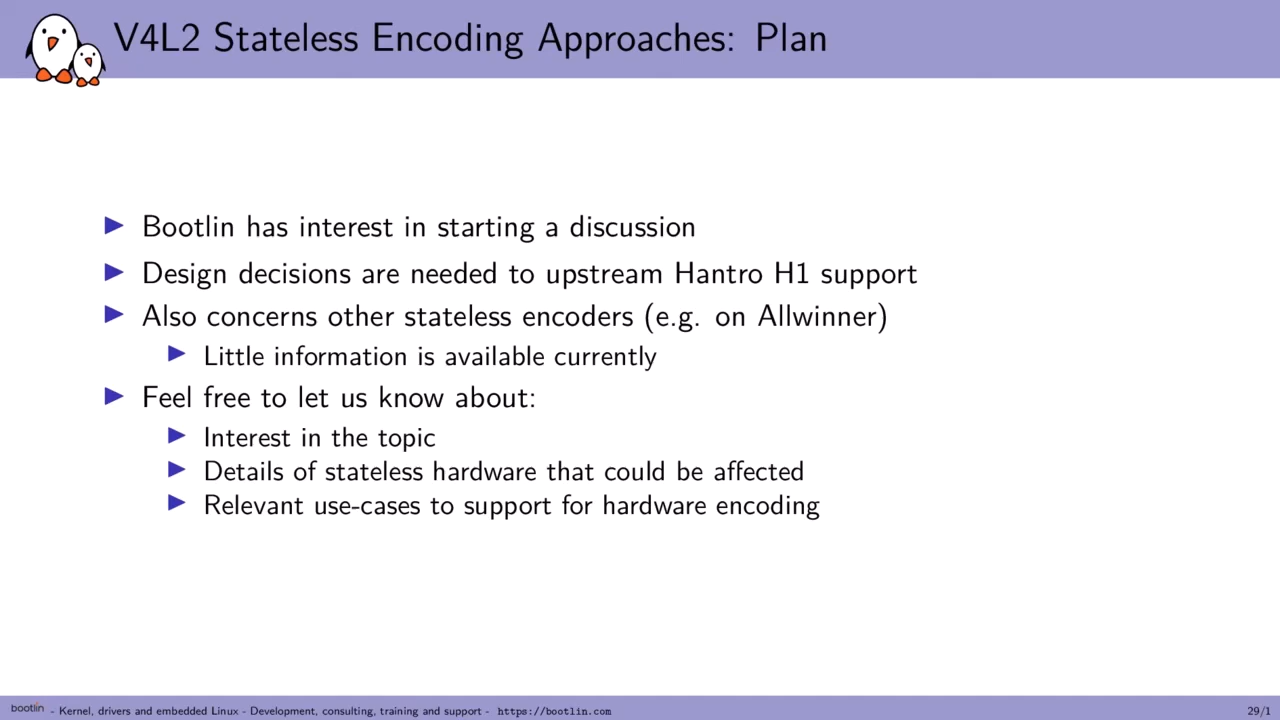 V4L2 Stateless Encoding Approaches: Plan
Bootlin has interest in starting a discussion
Design decisions are needed to upstream Hantro H1 support
Also concerns other stateless encoders (e.g. on Allwinner)
Little information is available currently
Feel free to let us know about:
Interest in the topic
Details of stateless hardware that could be affected
Relevant use-cases to support for hardware encoding
bootlin - Kernel, drivers and embedded Linux - Development, consulting, training and support - https://bootlin.com 29/1